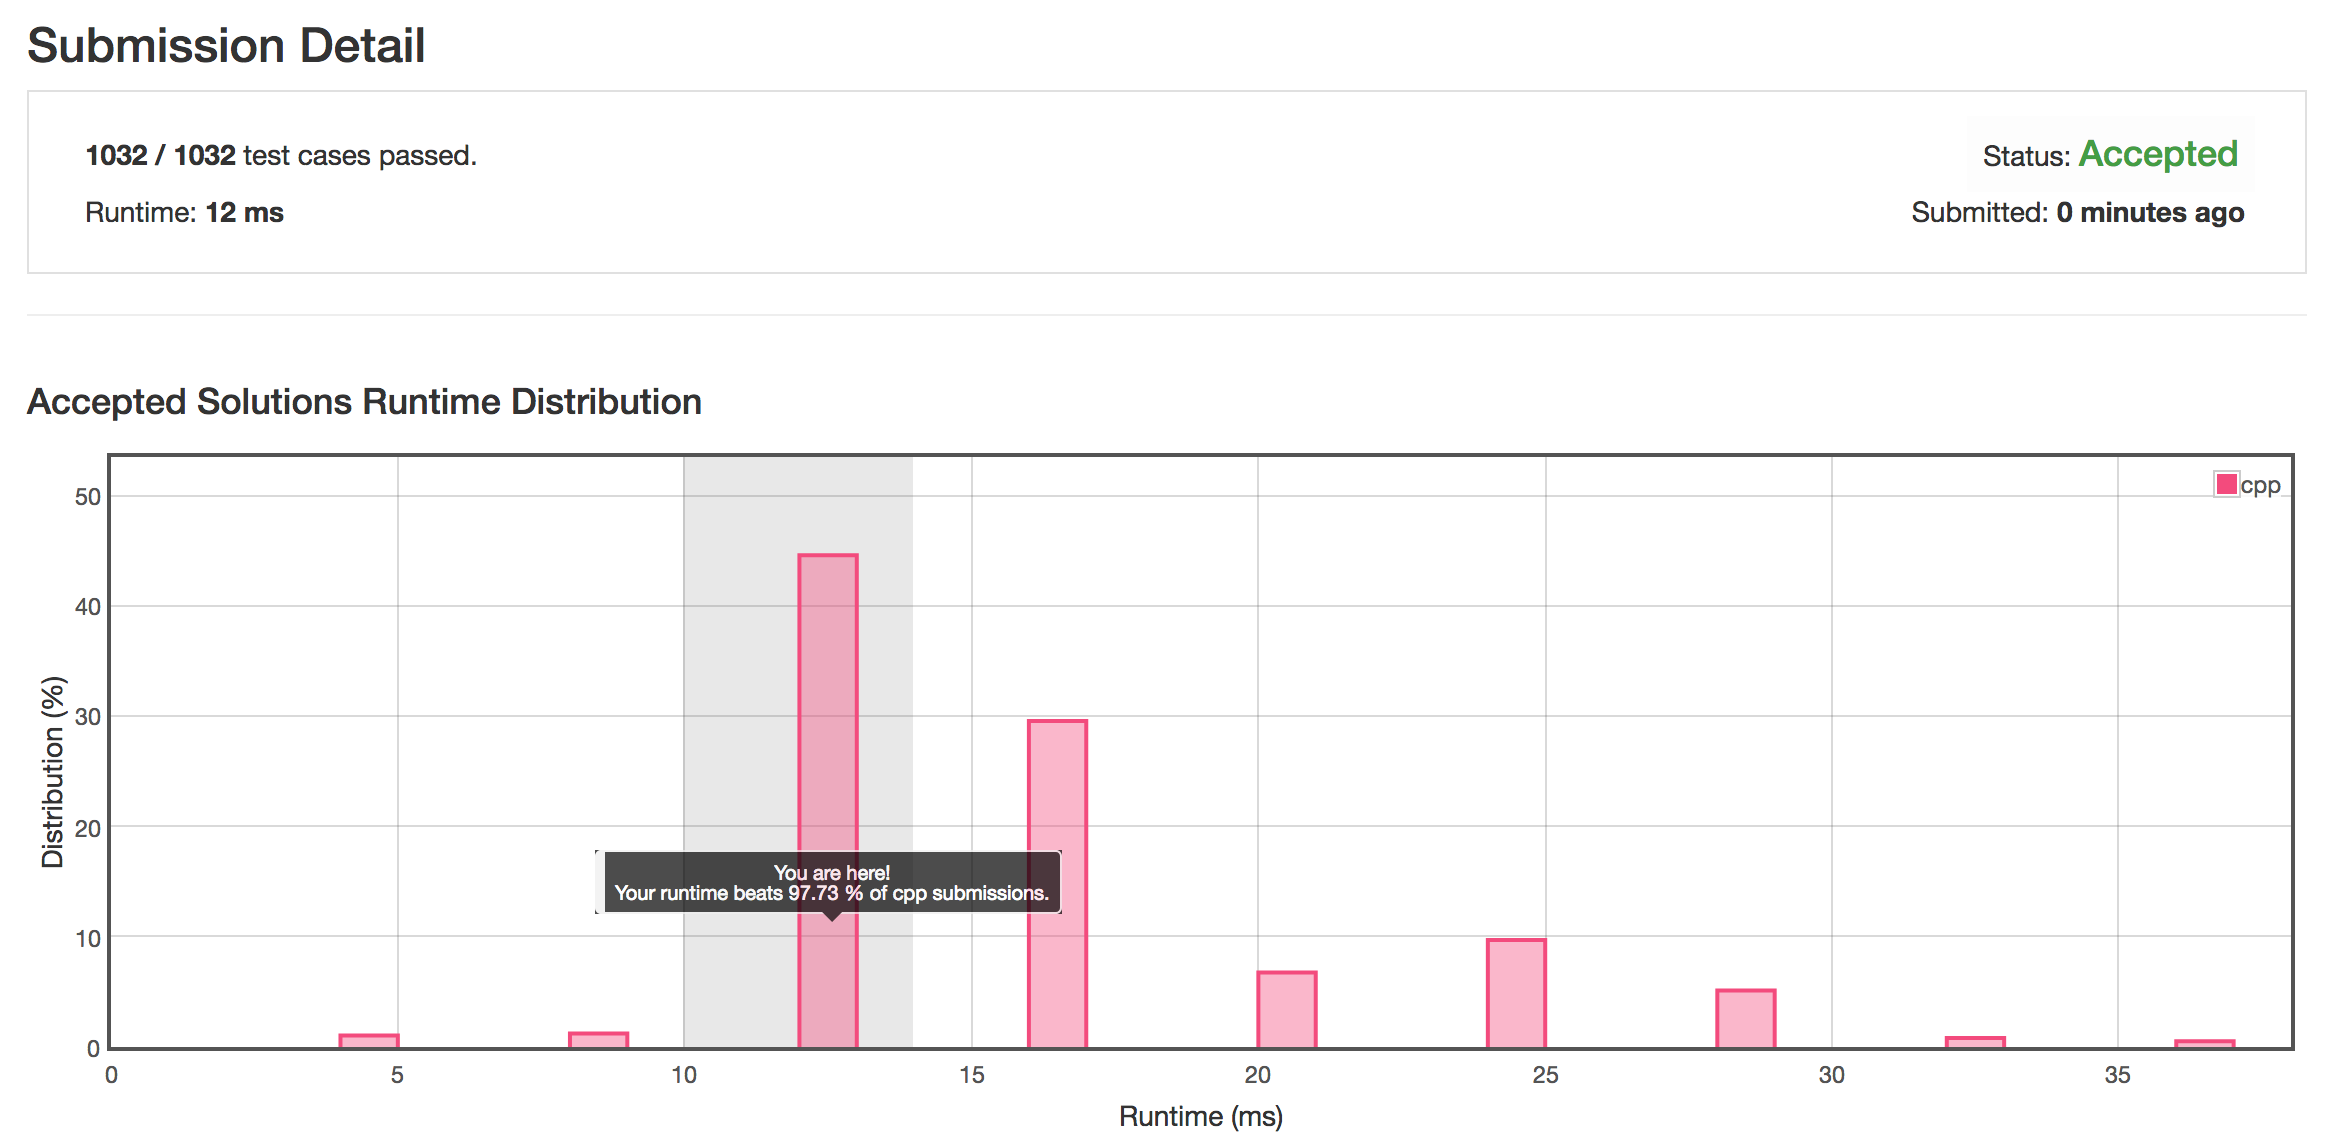 Submission Detail
1032 / 1032 test cases passed.
Status: Accepted
Runtime: 12 ms
Submitted: 0 minutes ago
Accepted Solutions Runtime Distribution
cpp
50
40
30
20
10
0
Distribution (%)
You are here!
Your runtime beats 97.73 % of cpp submissions.
0 5 10 15 20 25 30 35
Runtime (ms)